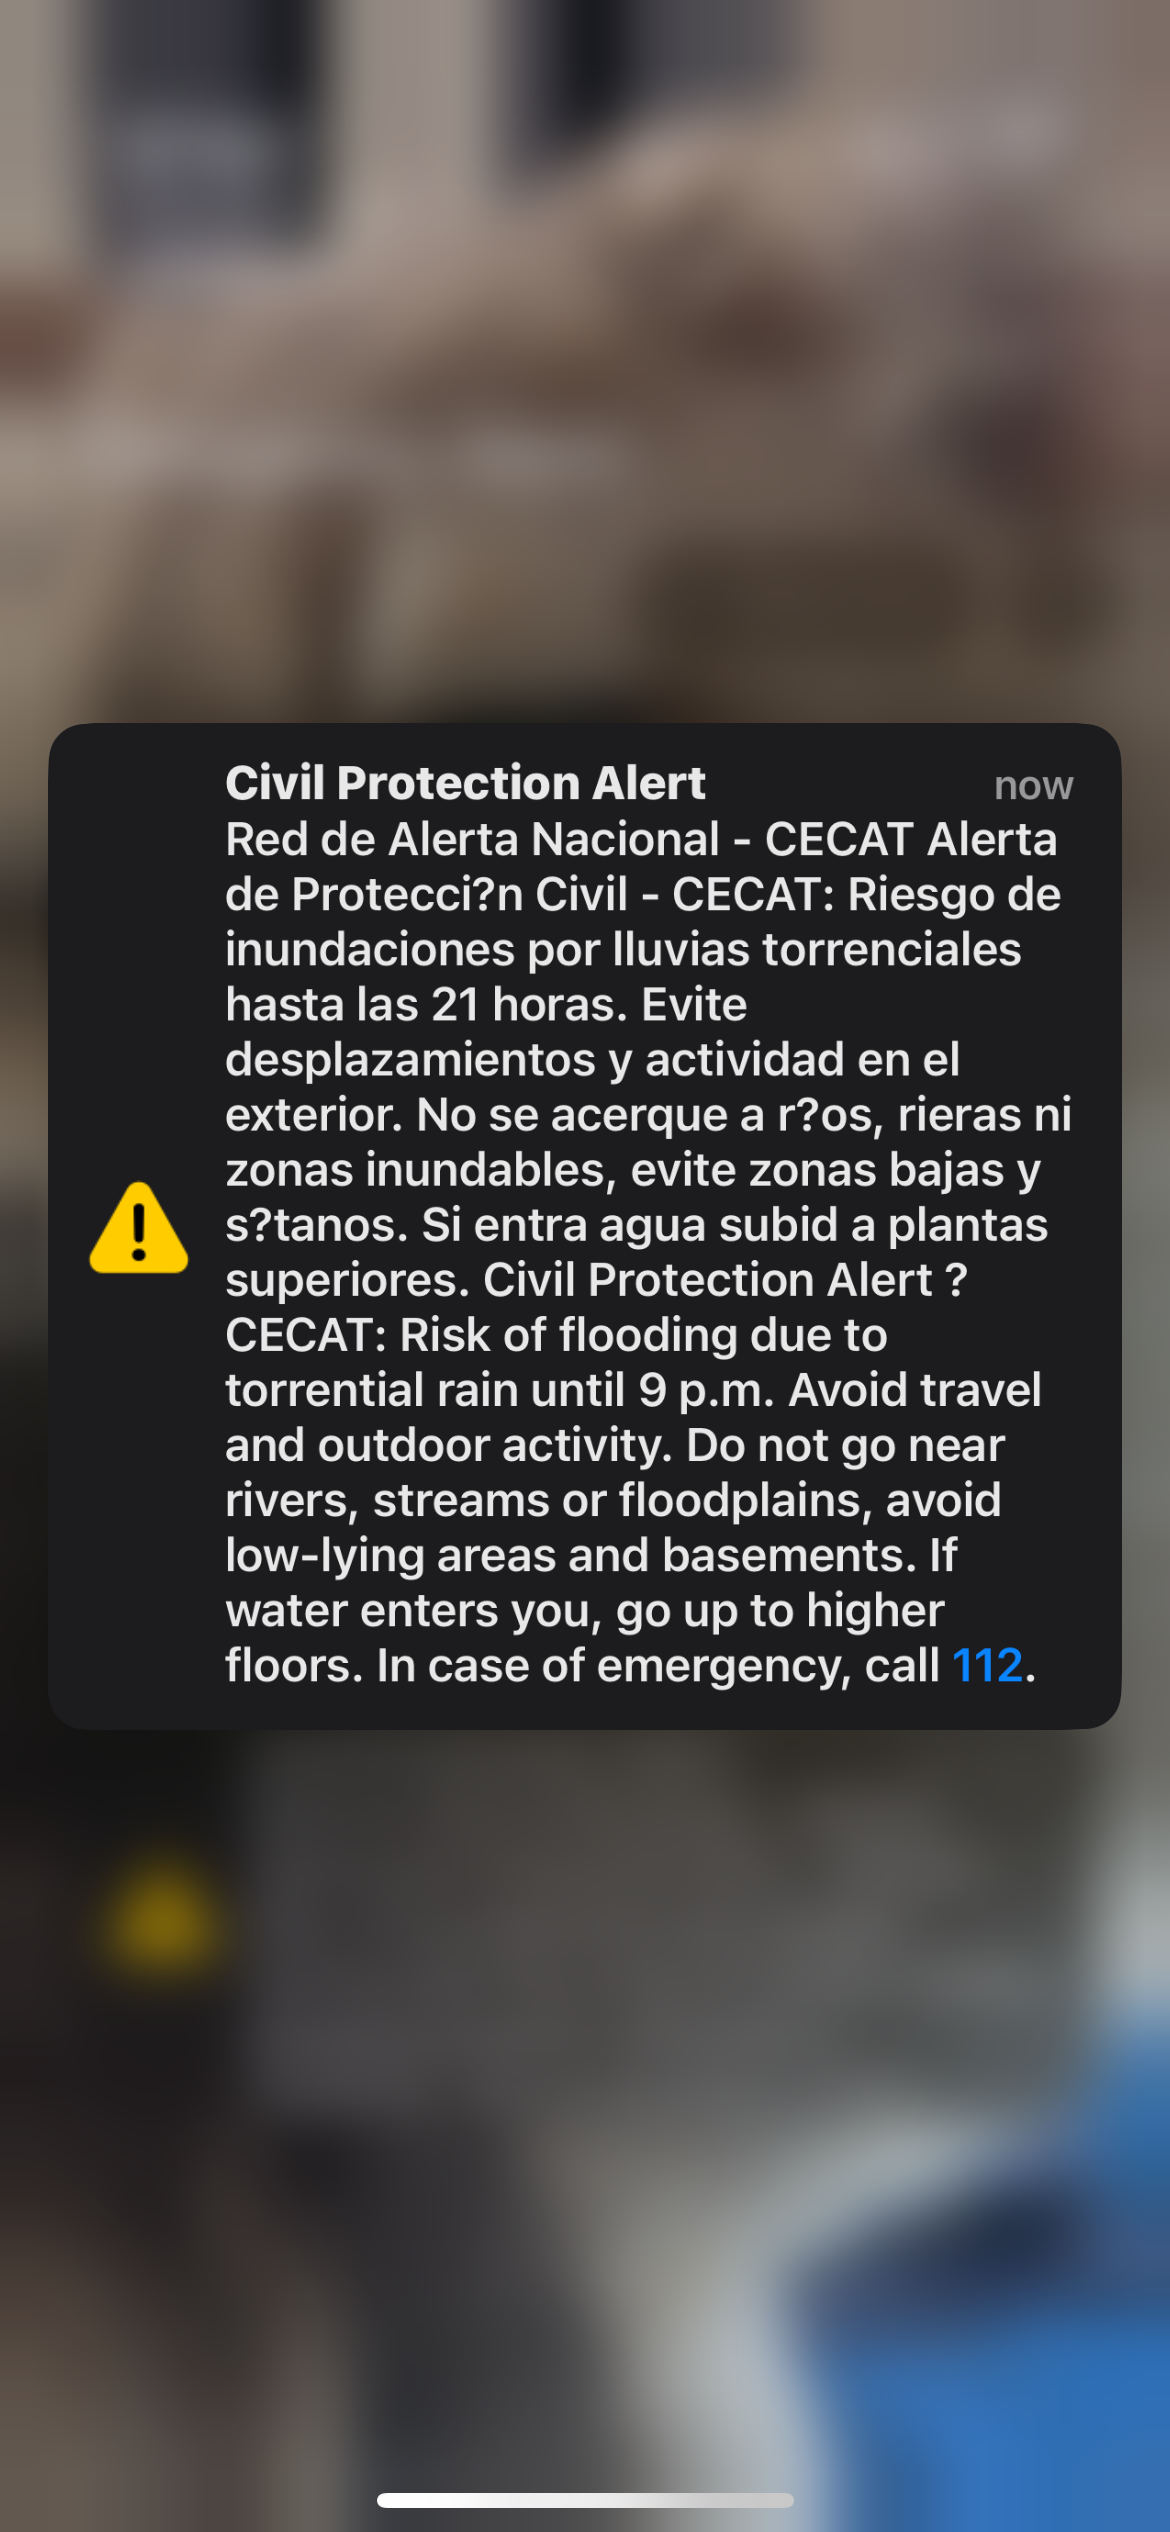 Civil Protection Alert now
Red de Alerta Nacional - CECAT Alerta
de Protecci?n Civil - CECAT: Riesgo de
inundaciones por lluvias torrenciales
hasta las 21 horas. Evite
desplazamientos y actividad en el
exterior. No se acerque a r?os, rieras ni
zonas inundables, evite zonas bajas y
s?tanos. Si entra agua subid a plantas
superiores. Civil Protection Alert ?
CECAT: Risk of flooding due to
torrential rain until 9 p.m. Avoid travel
and outdoor activity. Do not go near
rivers, streams or floodplains, avoid
low-lying areas and basements. If
water enters you, go up to higher
floors. In case of emergency, call 112.